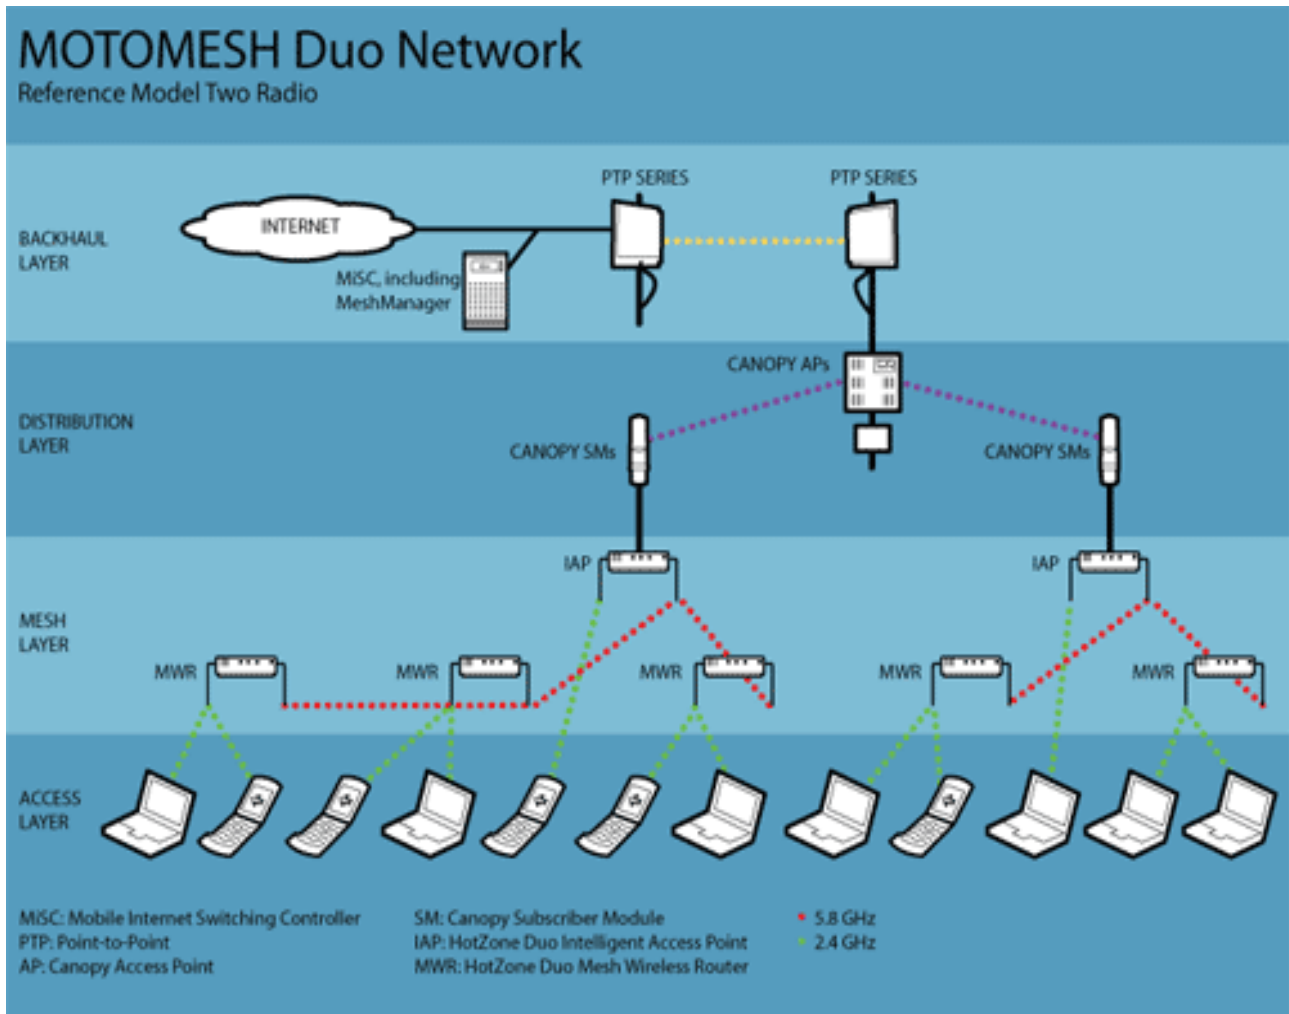 MOTOMESH Duo Network
Reference Model Two Radio
PTP SERIES
PTP SERIES
INTERNET
BACKHAUL
LAYER
MiSC, including
MeshManager
CANOPY APs
DISTRIBUTION
LAYER
CANOPY SMs
CANOPY SMs
IAP
IAP
MESH
LAYER
MWR
MWR
MWR
MWR
MWR
ACCESS
LAYER
MiSC: Mobile Internet Switching Controller
PTP: Point-to-Point
AP: Canopy Access Point
SM: Canopy Subscriber Module
IAP: HotZone Duo Intelligent Access Point
MWR: HotZone Duo Mesh Wireless Router
5.8 GHz
2.4 GHz